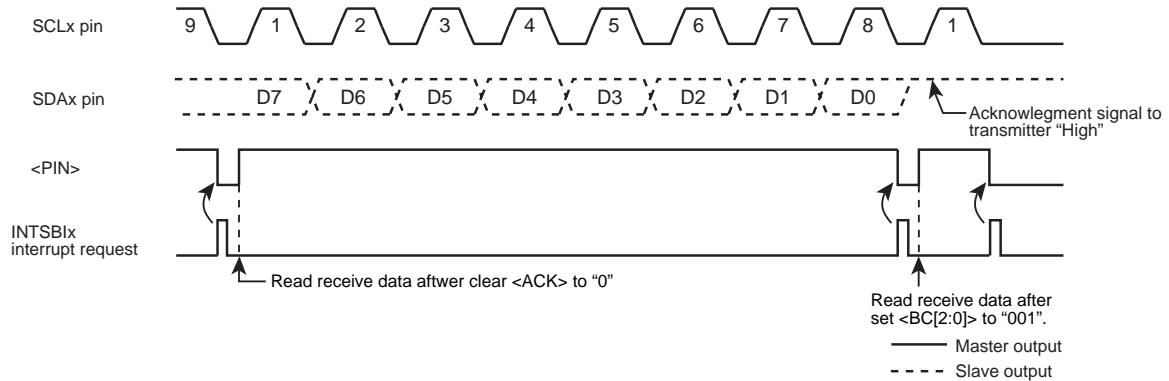 SCLx pin
9 1 2 3 4 5 6 7 8 1
SDAx pin
D7 D6 D5 D4 D3 D2 D1 D0
Acknowlegment signal to
transmitter “High”
<PIN>
INTSBIx
interrupt request
Read receive data aftwer clear <ACK> to “0”
Read receive data after
set <BC[2:0]> to “001”.
Master output
Slave output